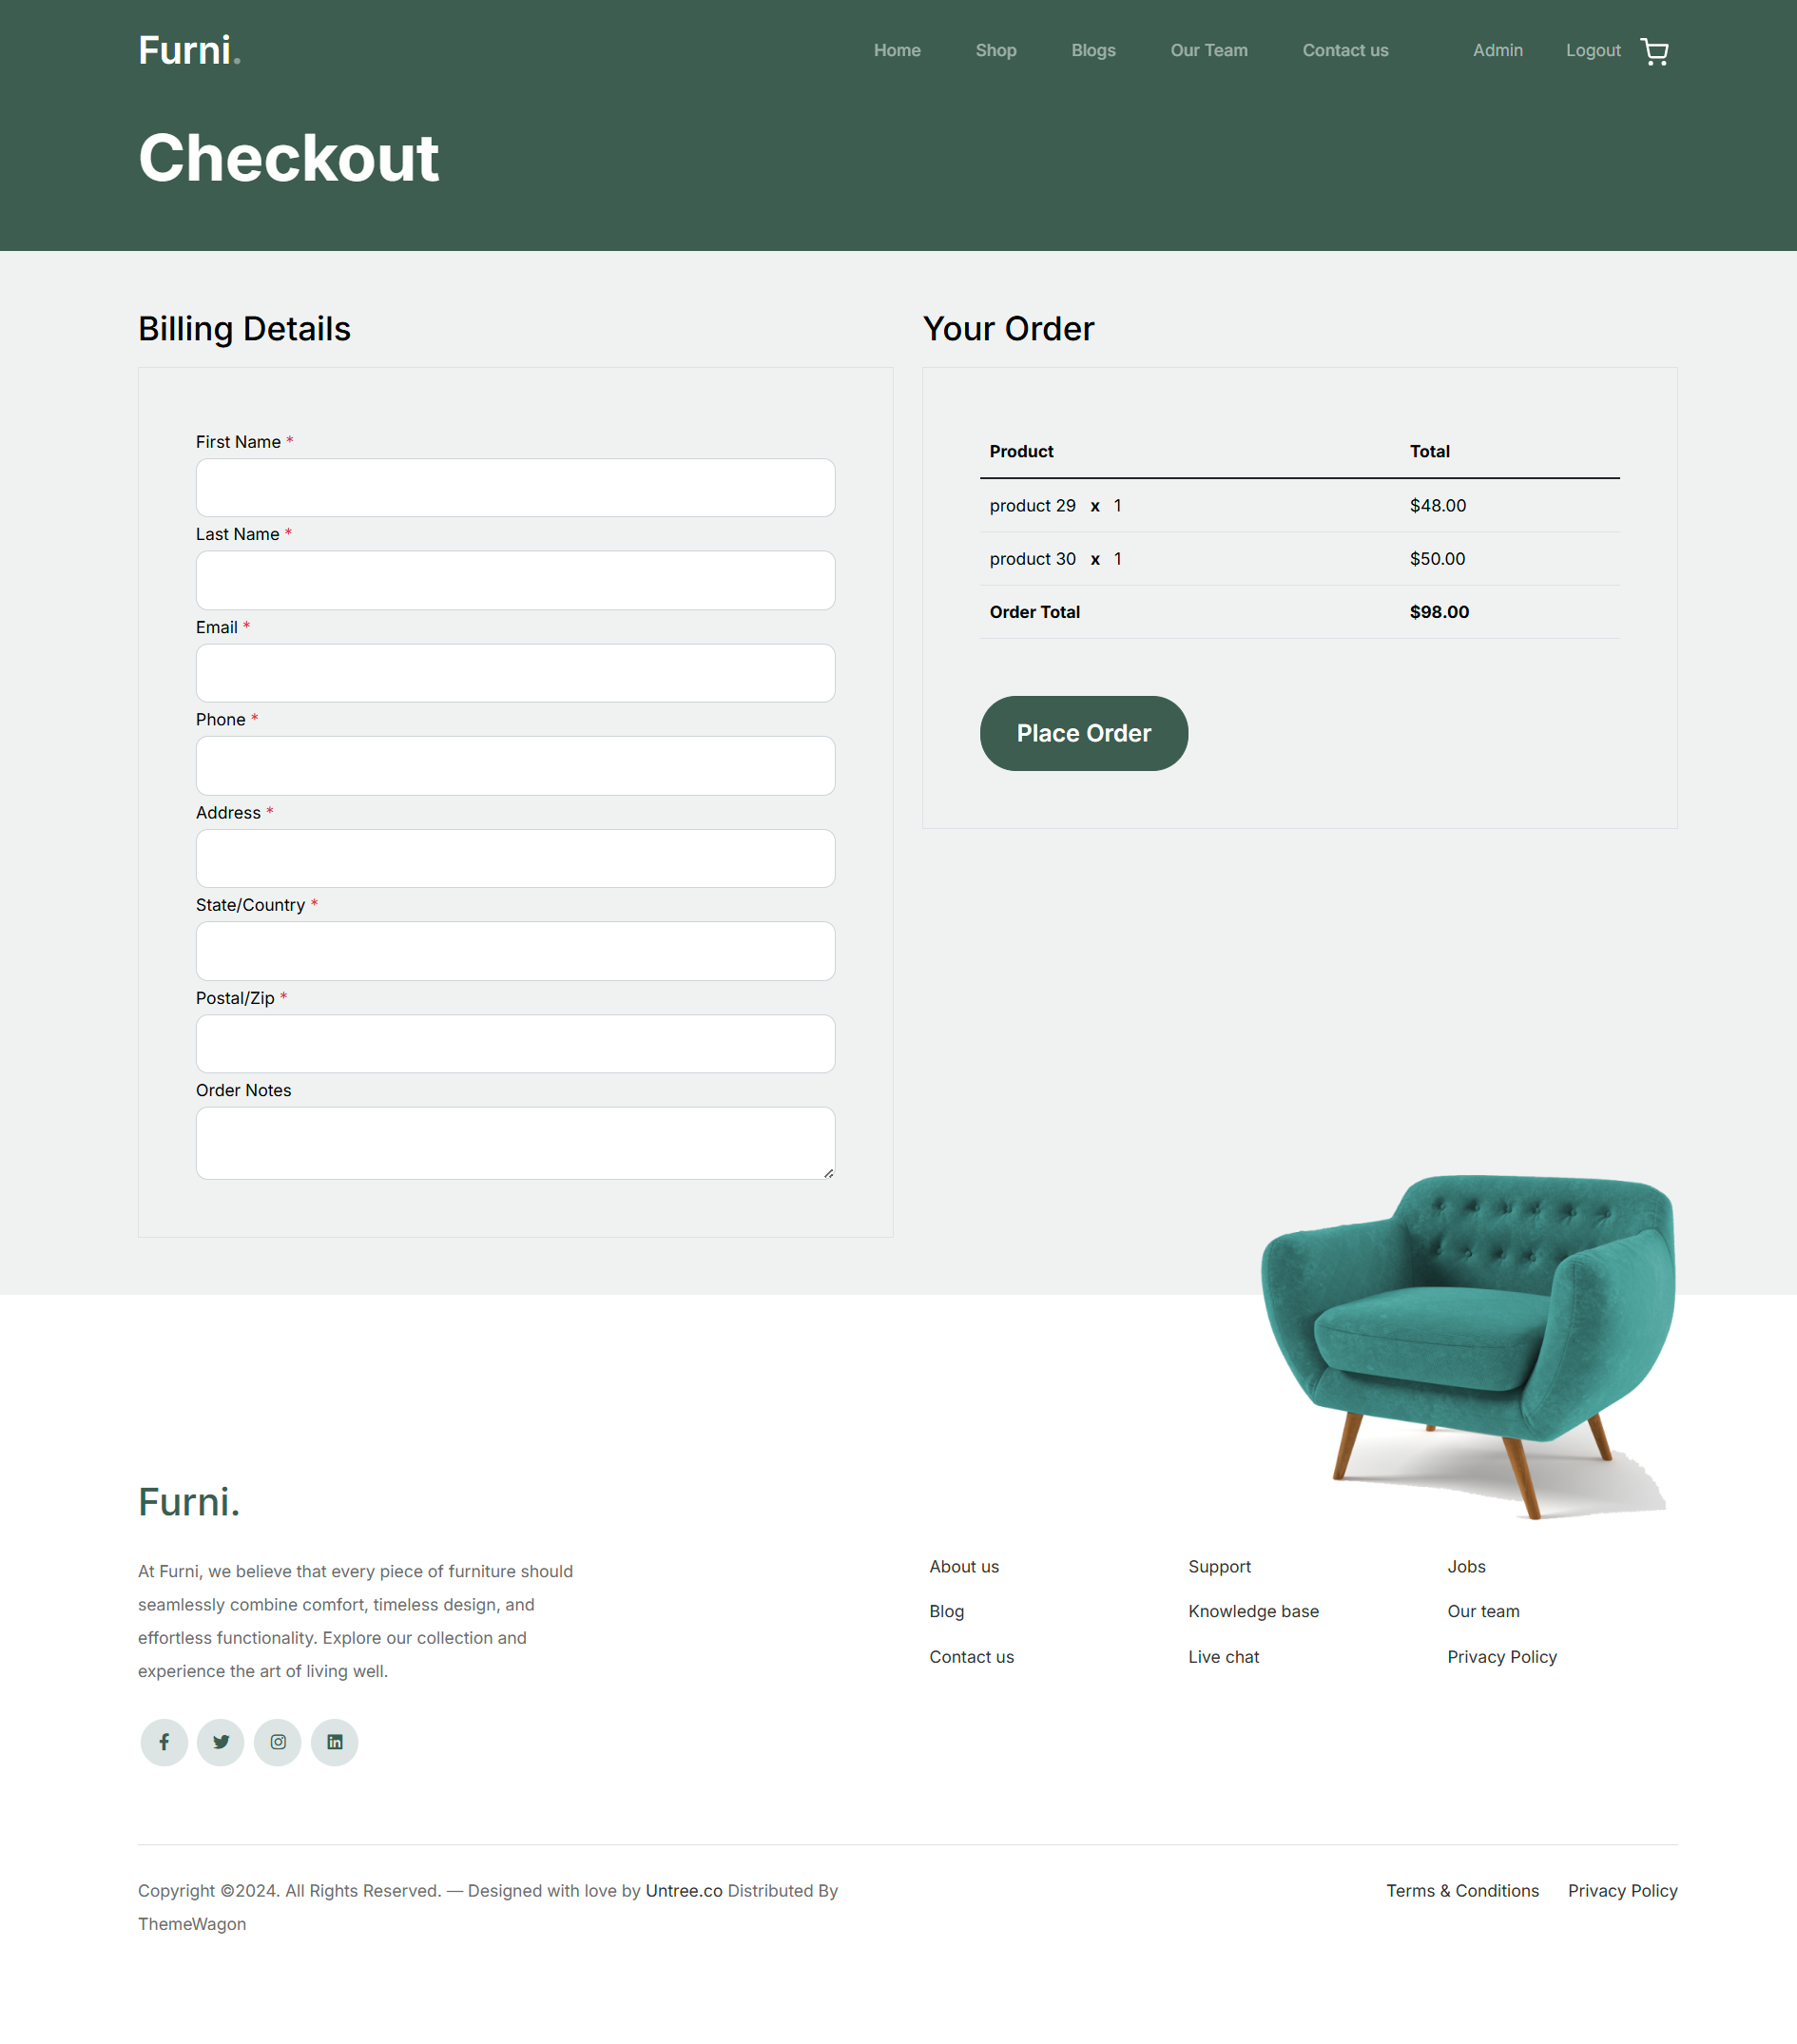 Furni.
Home Shop Blogs Our Team Contact us Admin Logout
Checkout
Billing Details
First Name *
Last Name *
Email *
Phone *
Address *
State/Country *
Postal/Zip *
Order Notes
Your Order
Product Total
product 29 x 1 $48.00
product 30 x 1 $50.00
Order Total $98.00
Place Order
Furni.
At Furni, we believe that every piece of furniture should
seamlessly combine comfort, timeless design, and
effortless functionality. Explore our collection and
experience the art of living well.
About us
Blog
Contact us
Support
Knowledge base
Live chat
Jobs
Our team
Privacy Policy
Copyright ©2024. All Rights Reserved. — Designed with love by Untree.co Distributed By
ThemeWagon
Terms & Conditions Privacy Policy